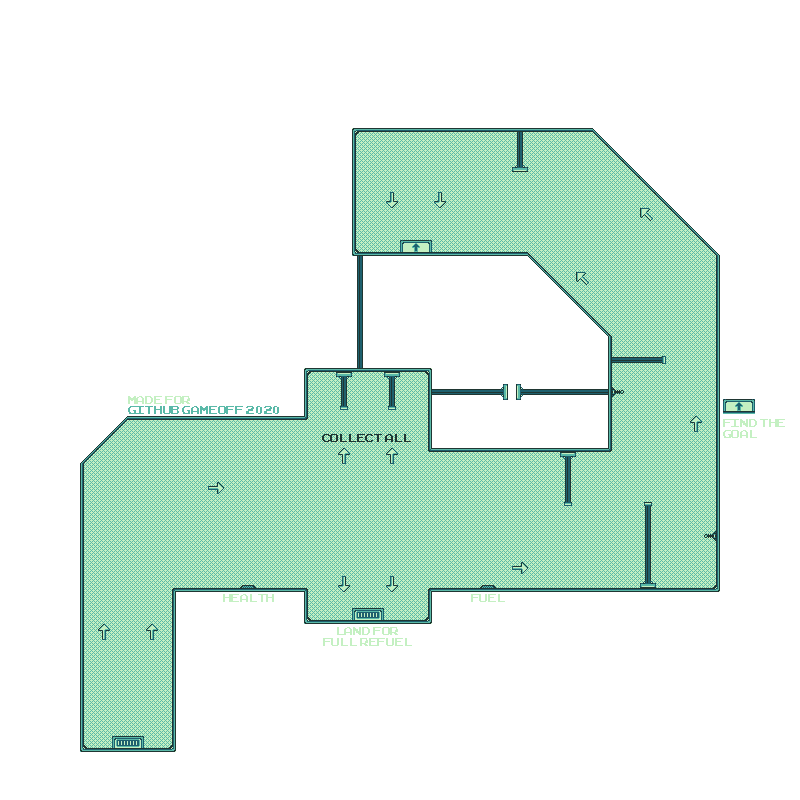 MADE FOR
GITHUB GAMEOFF 2020
FIND THE
GOAL
COLLECT ALL
HEALTH
FUEL
LAND FOR
FULL REFUEL